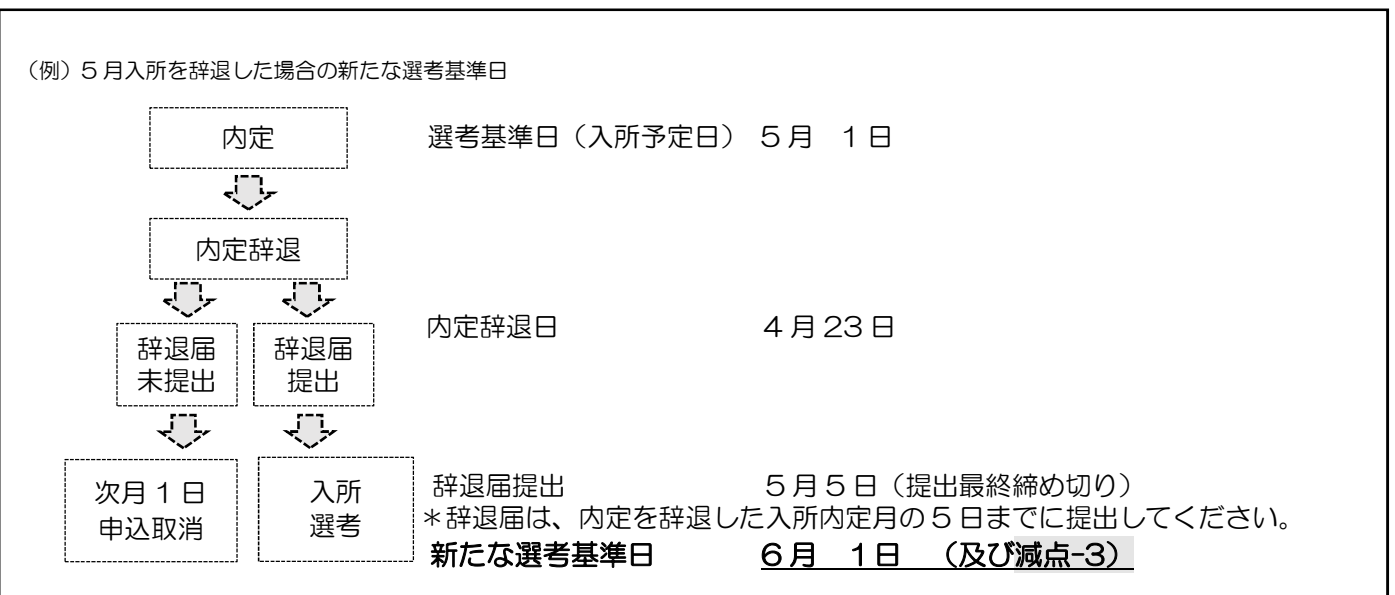 （例）５月入所を辞退した場合の新たな選考基準日
内定
選考基準日（入所予定日）　５月　１日
内定辞退
内定辞退日　４月23日
辞退届
未提出
辞退届
提出
次月１日
申込取消
入所
選考
辞退届提出　５月５日（提出最終締め切り）
＊辞退届は、内定を辞退した入所内定月の５日までに提出してください。
新たな選考基準日　６月　１日　（及び減点-3）